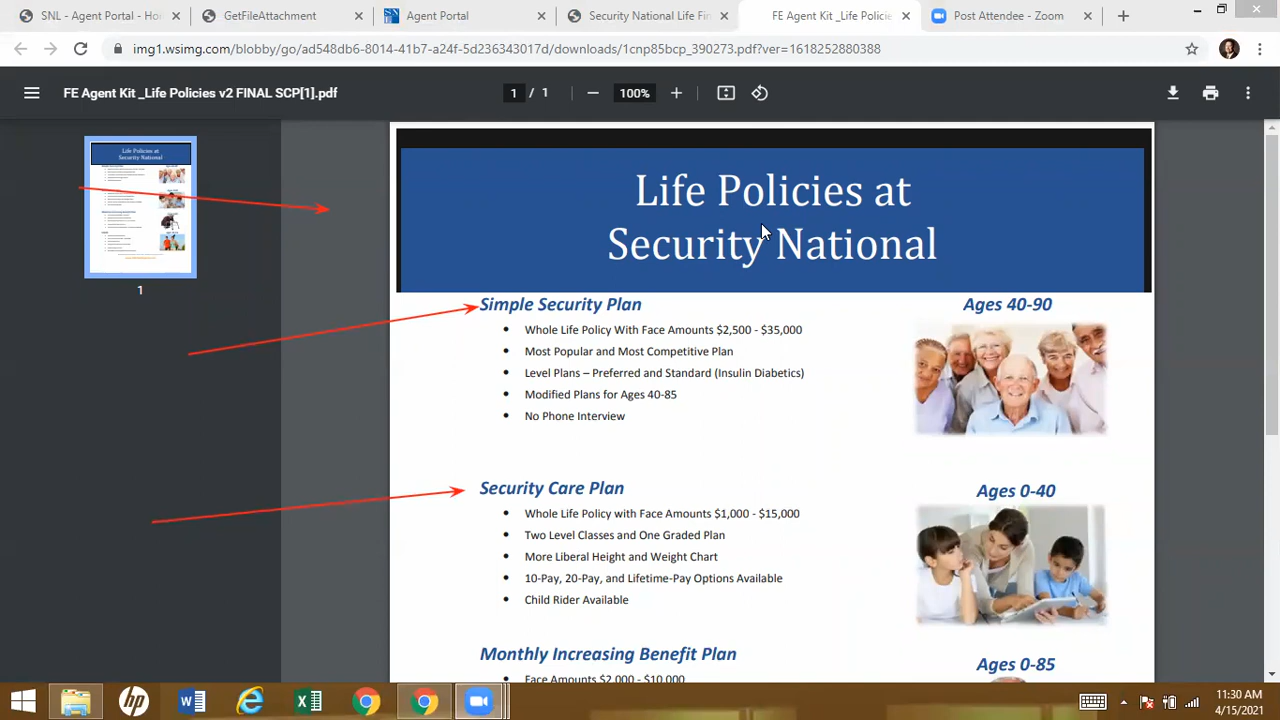 SNL - Agent Portal - Ho
GetFileAttachment
Agent Portal
Security National Life Fin
FE Agent Kit _Life Policie
Post Attendee - Zoom
img1.wsimg.com/blobby/go/ad548db6-8014-41b7-a24f-5d236343017d/downloads/1cnp85bcp_390273.pdf?ver=1618252880388
FE Agent Kit _Life Policies v2 FINAL SCP[1].pdf
1 / 1
100%
Life Policies at
Security National
1
Life Policies at
Security National
Simple Security Plan
Ages 40-90
• Whole Life Policy With Face Amounts $2,500 - $35,000
• Most Popular and Most Competitive Plan
• Level Plans – Preferred and Standard (Insulin Diabetics)
• Modified Plans for Ages 40-85
• No Phone Interview
Security Care Plan
Ages 0-40
• Whole Life Policy with Face Amounts $1,000 - $15,000
• Two Level Classes and One Graded Plan
• More Liberal Height and Weight Chart
• 10-Pay, 20-Pay, and Lifetime-Pay Options Available
• Child Rider Available
Monthly Increasing Benefit Plan
Ages 0-85
• Face Amounts $2,000 - $10,000
11:30 AM
4/15/2021